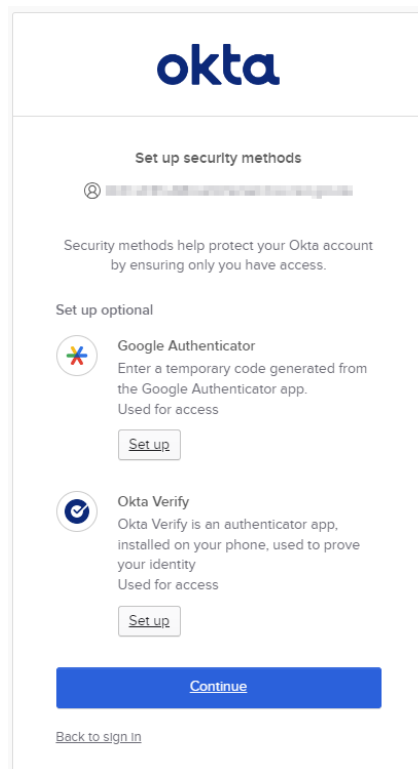 okta
Set up security methods
Security methods help protect your Okta account
by ensuring only you have access.
Set up optional
Google Authenticator
Enter a temporary code generated from
the Google Authenticator app.
Used for access
Set up
Okta Verify
Okta Verify is an authenticator app,
installed on your phone, used to prove
your identity
Used for access
Set up
Continue
Back to sign in